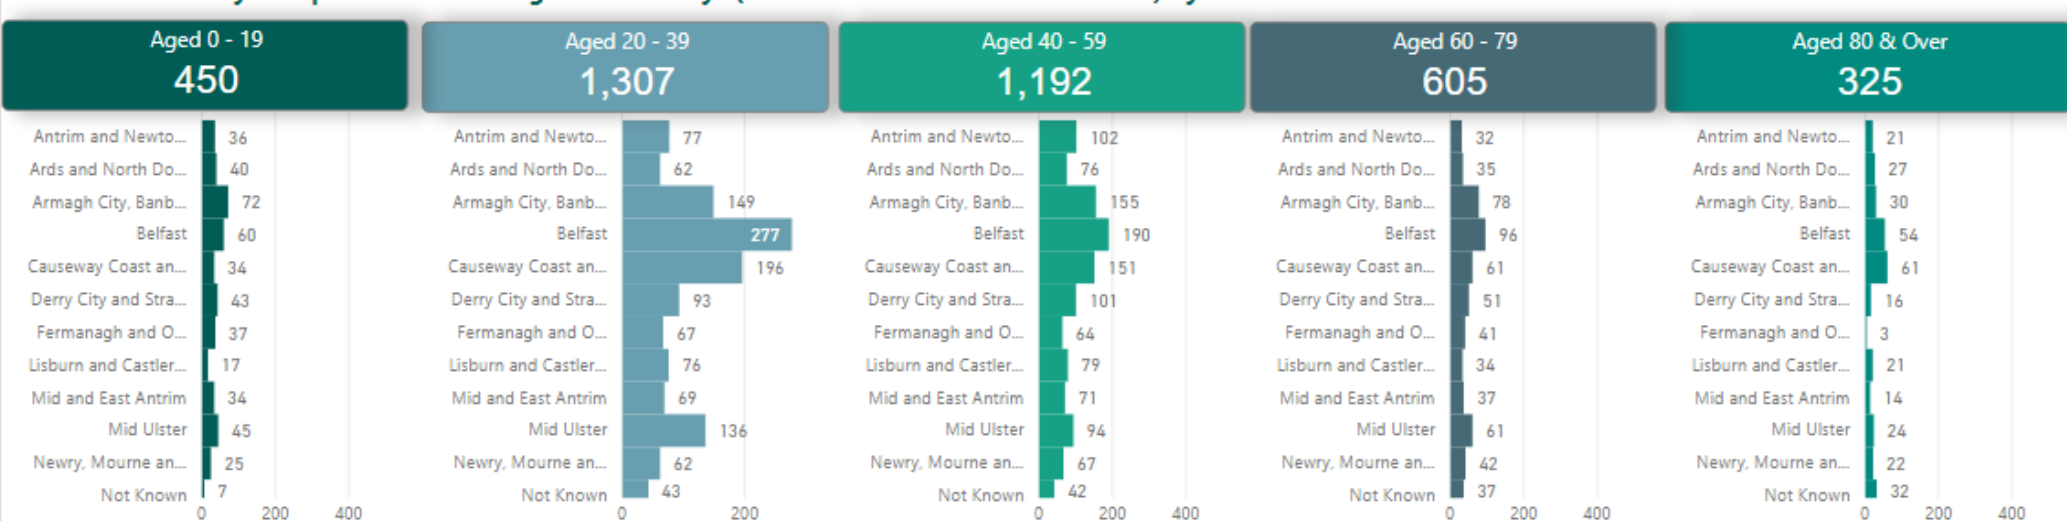 Aged 0 - 19
450
Antrim and Newto... 36
Ards and North Do... 40
Armagh City, Banb... 72
Belfast 60
Causeway Coast an... 34
Derry City and Stra... 43
Fermanagh and O... 37
Lisburn and Castler... 17
Mid and East Antrim 34
Mid Ulster 45
Newry, Mourne an... 25
Not Known 7
0 200 400
Aged 20 - 39
1,307
Antrim and Newto... 77
Ards and North Do... 62
Armagh City, Banb... 149
Belfast 277
Causeway Coast an... 196
Derry City and Stra... 93
Fermanagh and O... 67
Lisburn and Castler... 76
Mid and East Antrim 69
Mid Ulster 136
Newry, Mourne an... 62
Not Known 43
0 200
Aged 40 - 59
1,192
Antrim and Newto... 102
Ards and North Do... 76
Armagh City, Banb... 155
Belfast 190
Causeway Coast an... 151
Derry City and Stra... 101
Fermanagh and O... 64
Lisburn and Castler... 79
Mid and East Antrim 71
Mid Ulster 94
Newry, Mourne an... 67
Not Known 42
0 200 400
Aged 60 - 79
605
Antrim and Newto... 32
Ards and North Do... 35
Armagh City, Banb... 78
Belfast 96
Causeway Coast an... 61
Derry City and Stra... 51
Fermanagh and O... 41
Lisburn and Castler... 34
Mid and East Antrim 37
Mid Ulster 61
Newry, Mourne an... 42
Not Known 37
0 200 400
Aged 80 & Over
325
Antrim and Newto... 21
Ards and North Do... 27
Armagh City, Banb... 30
Belfast 54
Causeway Coast an... 61
Derry City and Stra... 16
Fermanagh and O... 3
Lisburn and Castler... 21
Mid and East Antrim 14
Mid Ulster 24
Newry, Mourne an... 22
Not Known 32
0 200 400